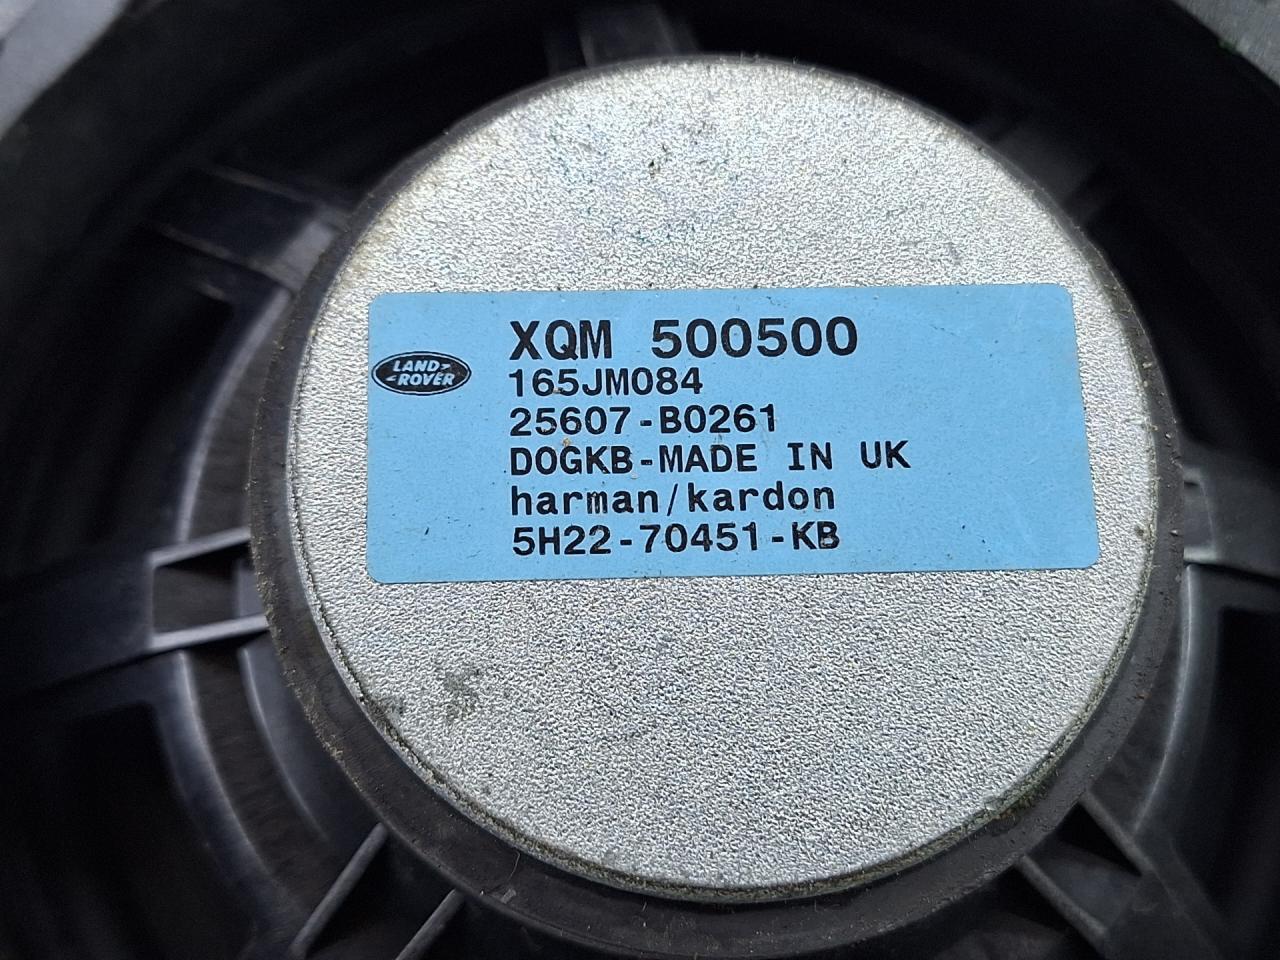 LAND-
-ROVER
XQM 500500
165JM084
25607-B0261
DOGKB-MADE IN UK
harman/kardon
5H22-70451-KB